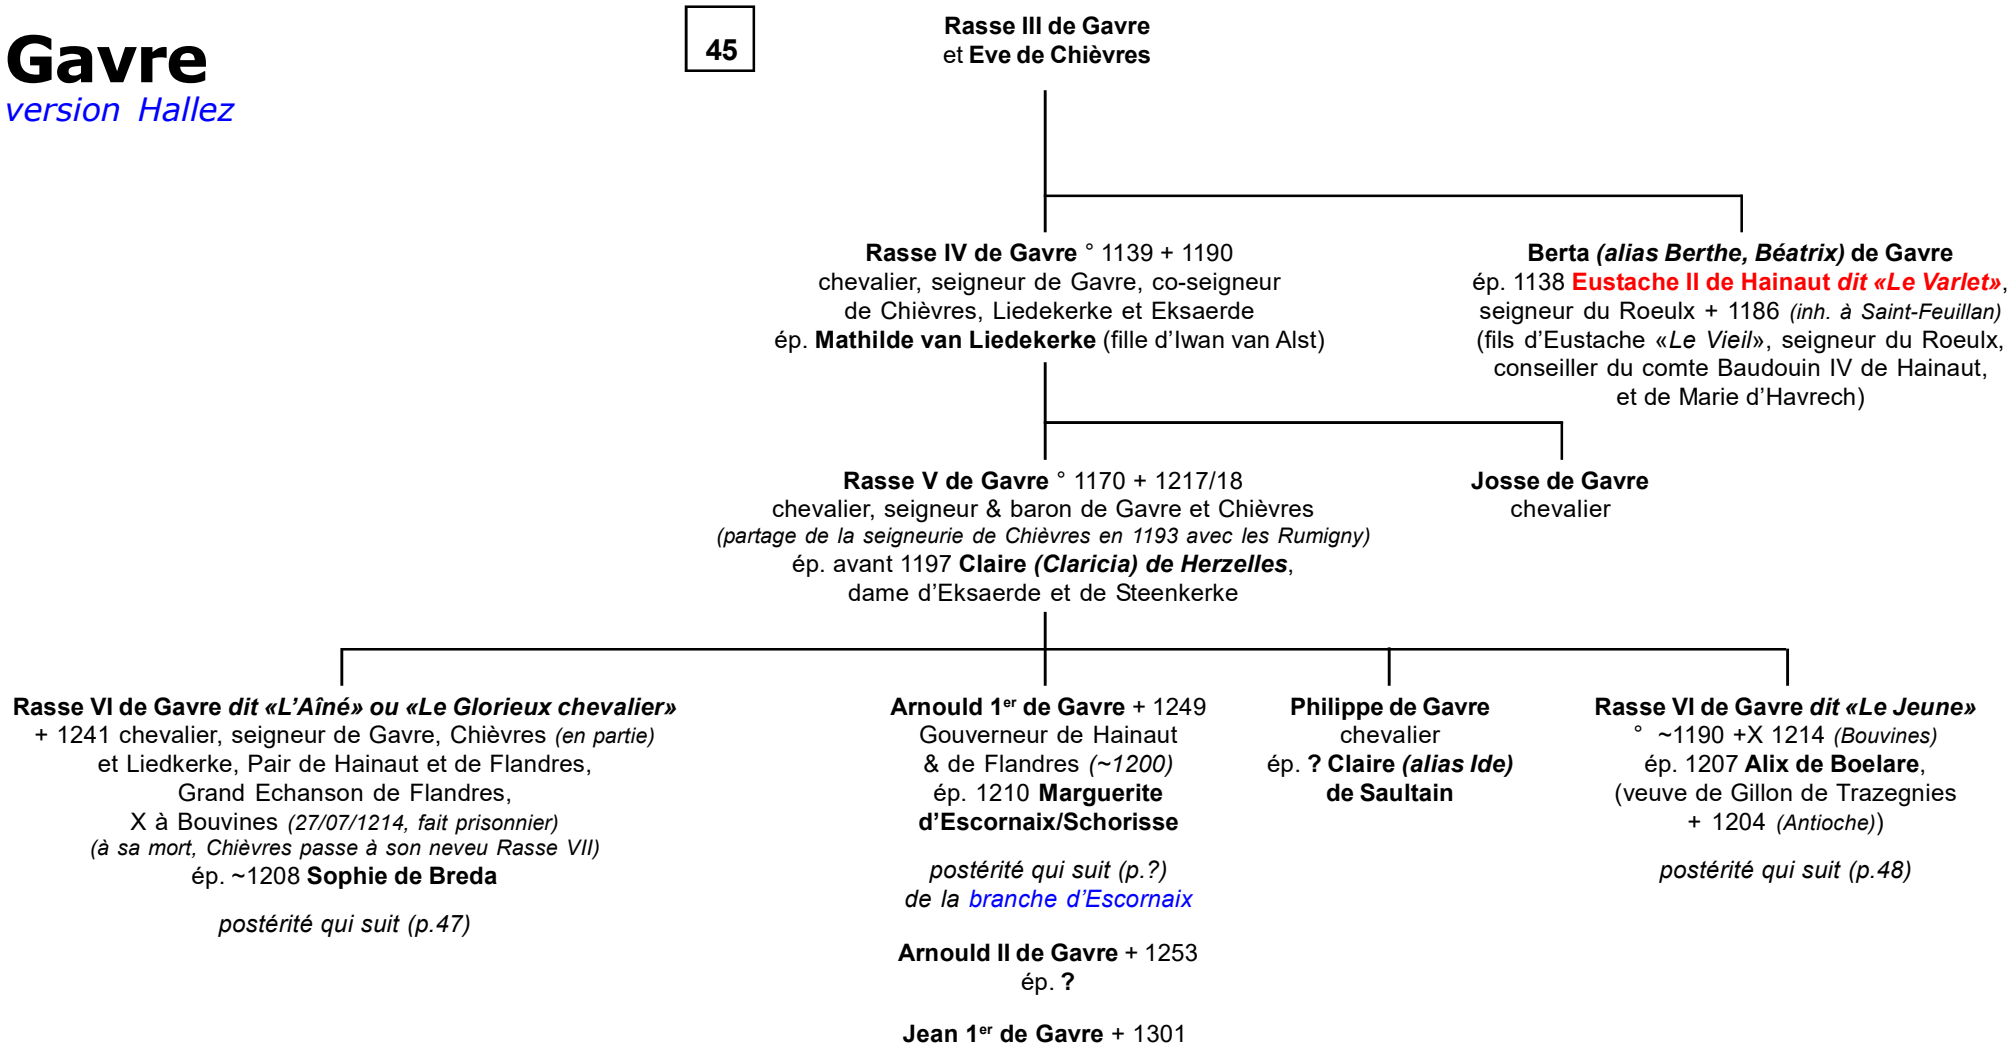 Gavre
version Hallez
45
Rasse III de Gavre
et Eve de Chièvres
Rasse IV de Gavre ° 1139 + 1190
chevalier, seigneur de Gavre, co-seigneur
de Chièvres, Liedekerke et Eksaerde
ép. Mathilde van Liedekerke (fille d'Iwan van Alst)
Berta (alias Berthe, Béatrix) de Gavre
ép. 1138 Eustache II de Hainaut dit «Le Varlet»,
seigneur du Roeulx + 1186 (inh. à Saint-Feuillan)
(fils d'Eustache «Le Vieil», seigneur du Roeulx,
conseiller du comte Baudouin IV de Hainaut,
et de Marie d'Havrech)
Rasse V de Gavre ° 1170 + 1217/18
chevalier, seigneur & baron de Gavre et Chièvres
(partage de la seigneurie de Chièvres en 1193 avec les Rumigny)
ép. avant 1197 Claire (Claricia) de Herzelles,
dame d'Eksaerde et de Steenkerke
Josse de Gavre
chevalier
Rasse VI de Gavre dit «L'Aîné» ou «Le Glorieux chevalier»
+ 1241 chevalier, seigneur de Gavre, Chièvres (en partie)
et Liedkerke, Pair de Hainaut et de Flandres,
Grand Echanson de Flandres,
X à Bouvines (27/07/1214, fait prisonnier)
(à sa mort, Chièvres passe à son neveu Rasse VII)
ép. ~1208 Sophie de Breda
postérité qui suit (p.47)
Arnould 1er de Gavre + 1249
Gouverneur de Hainaut
& de Flandres (~1200)
ép. 1210 Marguerite
d'Escornaix/Schorisse
postérité qui suit (p.?)
de la branche d'Escornaix
Arnould II de Gavre + 1253
ép. ?
Jean 1er de Gavre + 1301
Philippe de Gavre
chevalier
ép. ? Claire (alias Ide)
de Saultain
Rasse VI de Gavre dit «Le Jeune»
° ~1190 +X 1214 (Bouvines)
ép. 1207 Alix de Boelare,
(veuve de Gillon de Trazegnies
+ 1204 (Antioche))
postérité qui suit (p.48)